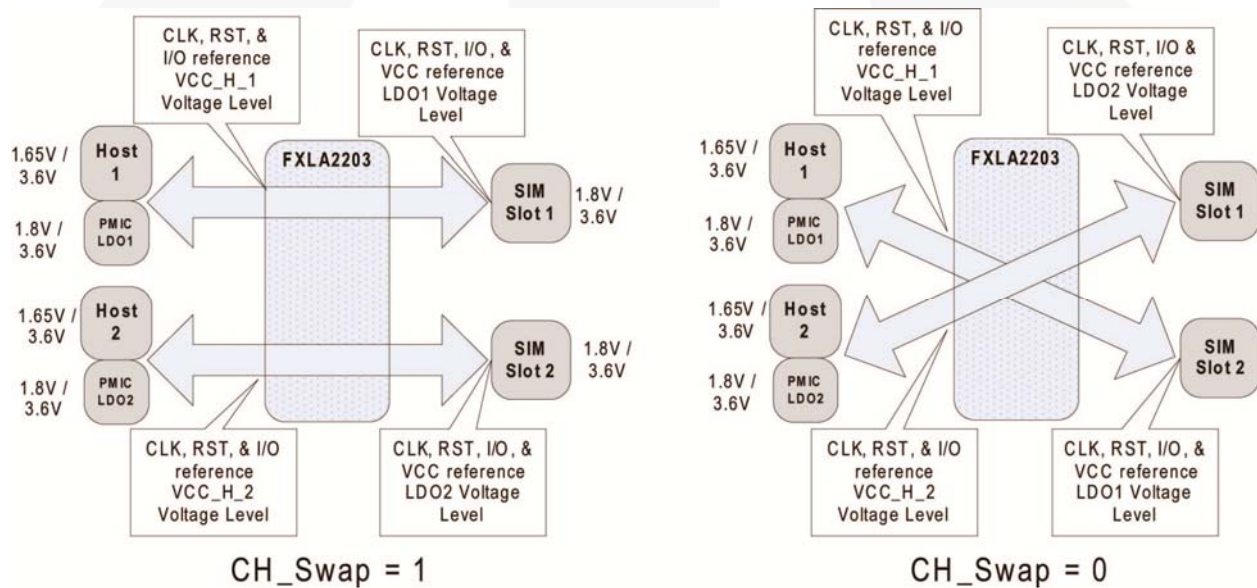 CLK, RST, &
I/O reference
VCC_H_1
Voltage Level
CLK, RST, I/O, &
VCC reference
LDO1 Voltage
Level
1.65V /
3.6V
Host
1
FXLA2203
1.8V /
3.6V
PMIC
LDO1
SIM
Slot 1
1.8V /
3.6V
1.65V /
3.6V
Host
2
1.8V /
3.6V
PMIC
LDO2
SIM
Slot 2
1.8V /
3.6V
CLK, RST, & I/O
reference
VCC_H_2
Voltage Level
CLK, RST, I/O, &
VCC reference
LDO2 Voltage
Level
CH_Swap = 1
CLK, RST, & I/O
reference
VCC_H_1
Voltage Level
CLK, RST, I/O &
VCC reference
LDO2 Voltage
Level
1.65V /
3.6V
Host
1
FXLA2203
1.8V /
3.6V
PMIC
LDO1
SIM
Slot 1
1.65V /
3.6V
Host
2
1.8V /
3.6V
PMIC
LDO2
SIM
Slot 2
CLK, RST, & I/O
reference
VCC_H_2
Voltage Level
CLK, RST, I/O, &
VCC reference
LDO1 Voltage
Level
CH_Swap = 0